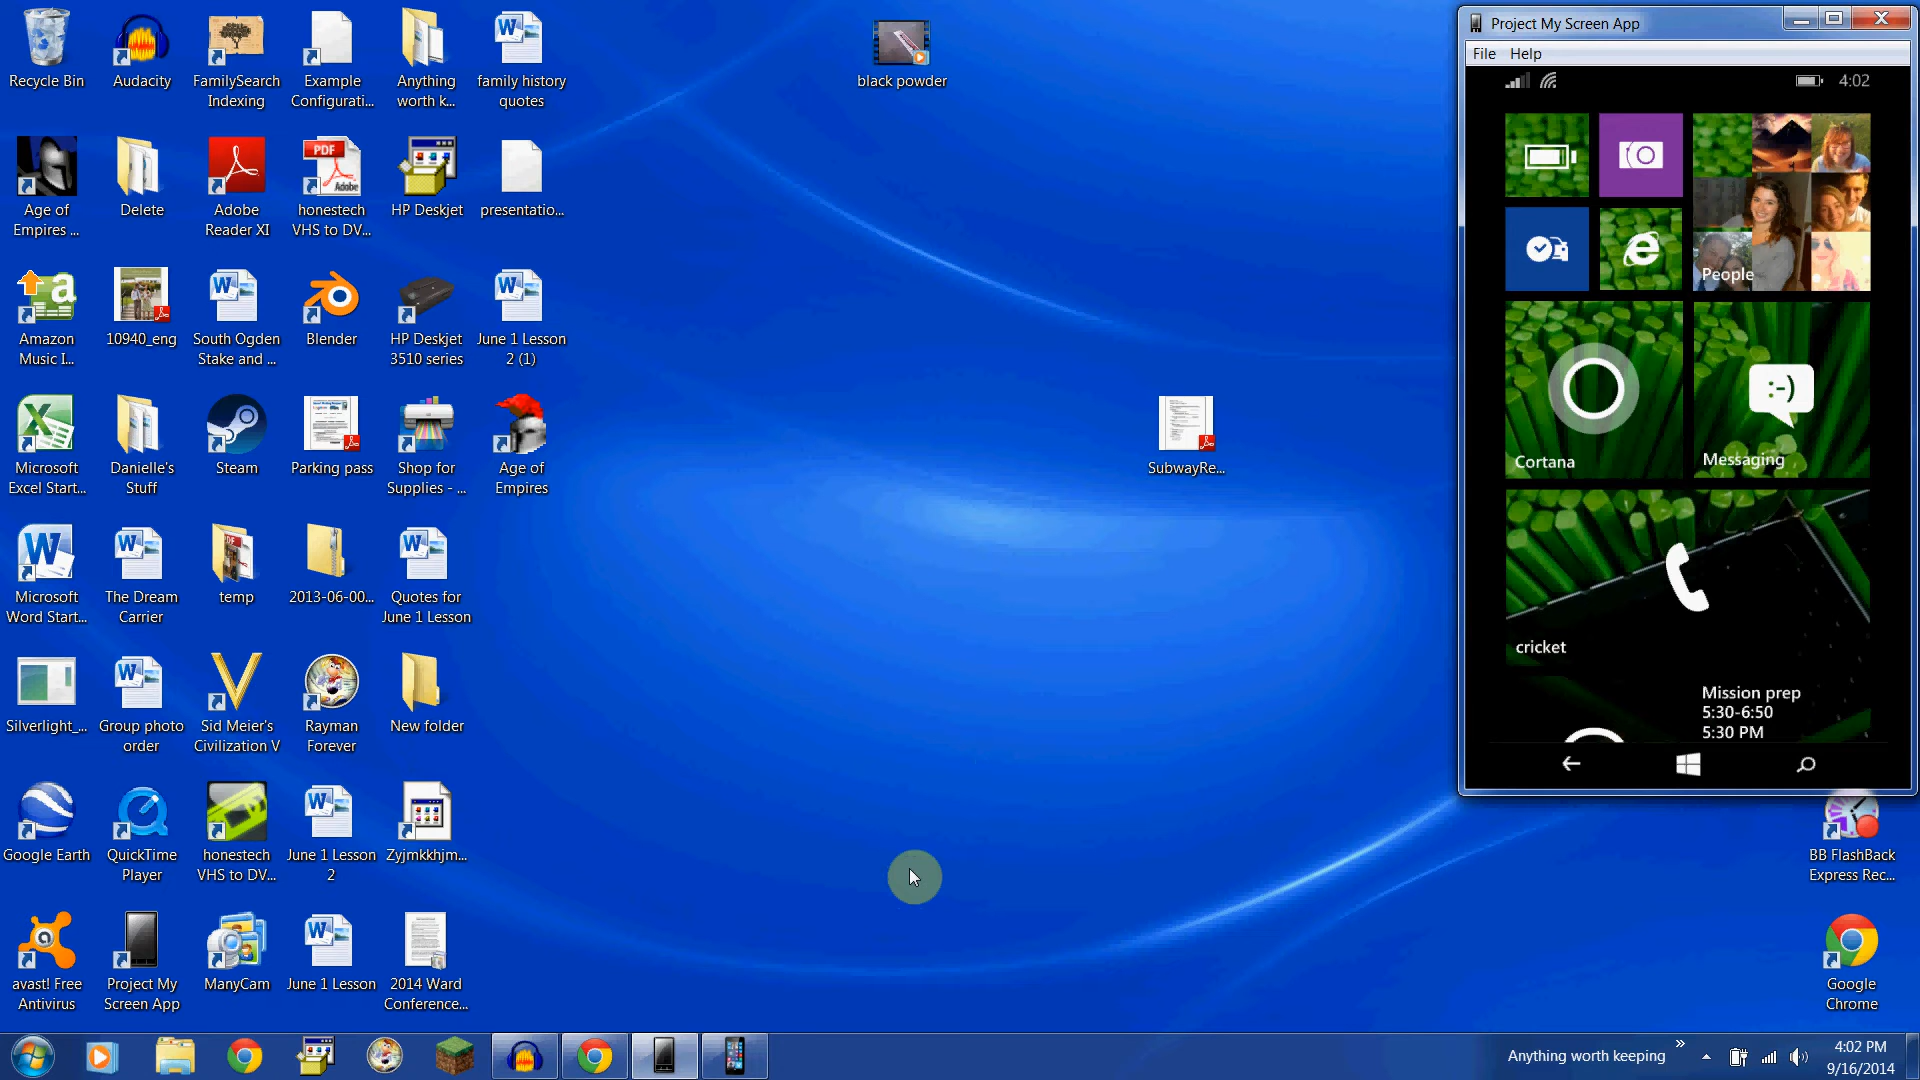 Recycle Bin
Audacity
FamilySearch
Indexing
Example
Configurati...
Anything
worth k...
family history
quotes
black powder
Age of
Empires ...
Delete
Adobe
Reader XI
PDF
Adobe
honestech
VHS to DV...
HP Deskjet
presentatio...
Amazon
Music I...
10940_eng
South Ogden
Stake and ...
Blender
HP Deskjet
3510 series
June 1 Lesson
2 (1)
Microsoft
Excel Start...
Danielle's
Stuff
Steam
Parking pass
Shop for
Supplies - ...
Age of
Empires
SubwayRe...
Microsoft
Word Start...
The Dream
Carrier
temp
2013-06-00...
Quotes for
June 1 Lesson
Silverlight_...
Group photo
order
Sid Meier's
Civilization V
Rayman
Forever
New folder
Google Earth
QuickTime
Player
honestech
VHS to DV...
June 1 Lesson
2
Zyjmkkhjm...
avast! Free
Antivirus
Project My
Screen App
ManyCam
June 1 Lesson
2014 Ward
Conference...
Project My Screen App
File Help
4:02
People
Cortana
Messaging
:-)
cricket
Mission prep
5:30-6:50
5:30 PM
BB FlashBack
Express Rec...
Google
Chrome
Anything worth keeping
»
4:02 PM
9/16/2014